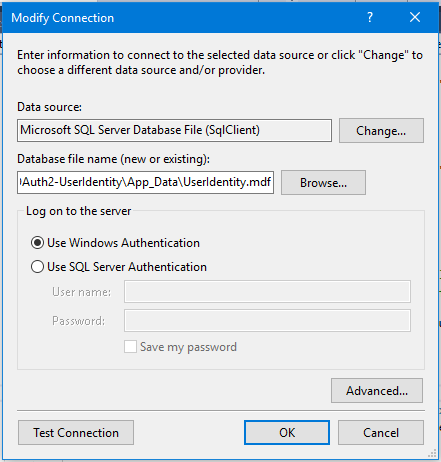 Modify Connection
?
Enter information to connect to the selected data source or click "Change" to
choose a different data source and/or provider.
Data source:
Microsoft SQL Server Database File (SqlClient)
Change...
Database file name (new or existing):
Auth2-UserIdentity\App_Data\UserIdentity.mdf
Browse...
Log on to the server
Use Windows Authentication
Use SQL Server Authentication
User name:
Password:
Save my password
Advanced...
Test Connection
OK
Cancel